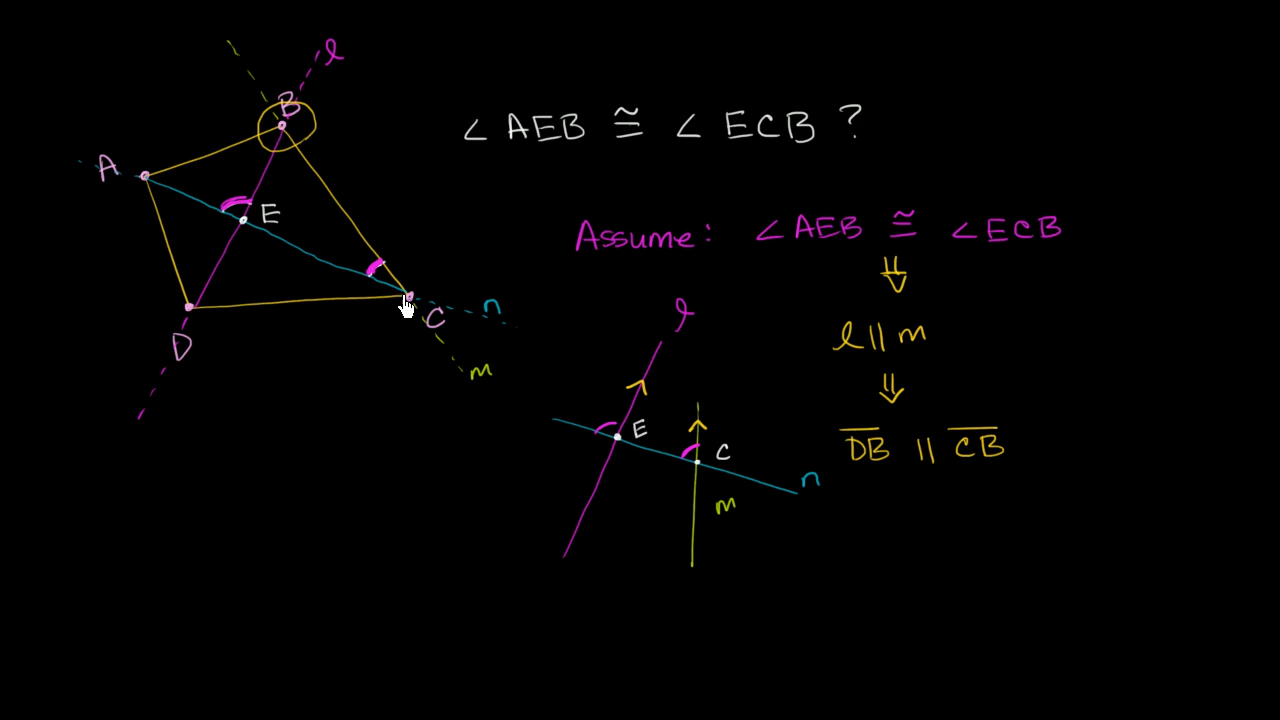 l
B
A
∠ AEB ≅ ∠ ECB ?
E
Assume: ∠AEB ≅ ∠ECB
⇓
n
C
D
m
l
l || m
⇓
E
C
DB || CB
n
m